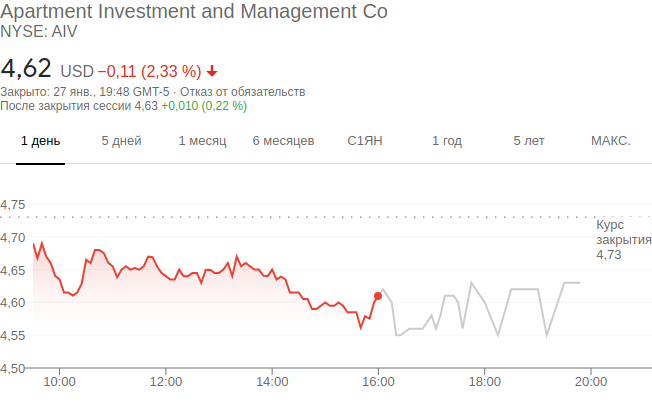 Apartment Investment and Management Co
NYSE: AIV
4,62 USD −0,11 (2,33 %)
Закрыто: 27 янв., 19:48 GMT-5 · Отказ от обязательств
После закрытия сессии 4,63 +0,010 (0,22 %)
1 день 5 дней 1 месяц 6 месяцев С1ЯН 1 год 5 лет МАКС.
4,75
4,70
4,65
4,60
4,55
4,50
Курс
закрытия
4,73
10:00 12:00 14:00 16:00 18:00 20:00